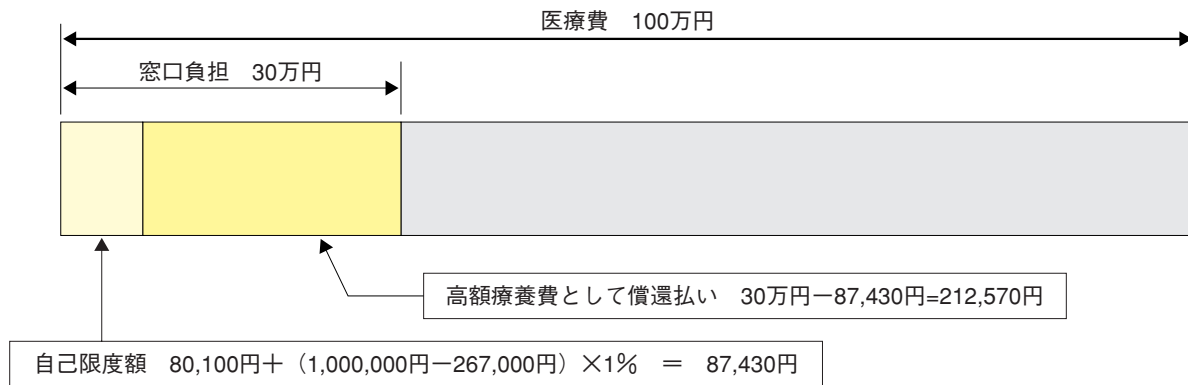 医療費　100万円
窓口負担　30万円
高額療養費として償還払い　30万円－87,430円=212,570円
自己限度額　80,100円＋（1,000,000円－267,000円）×1％　＝　87,430円